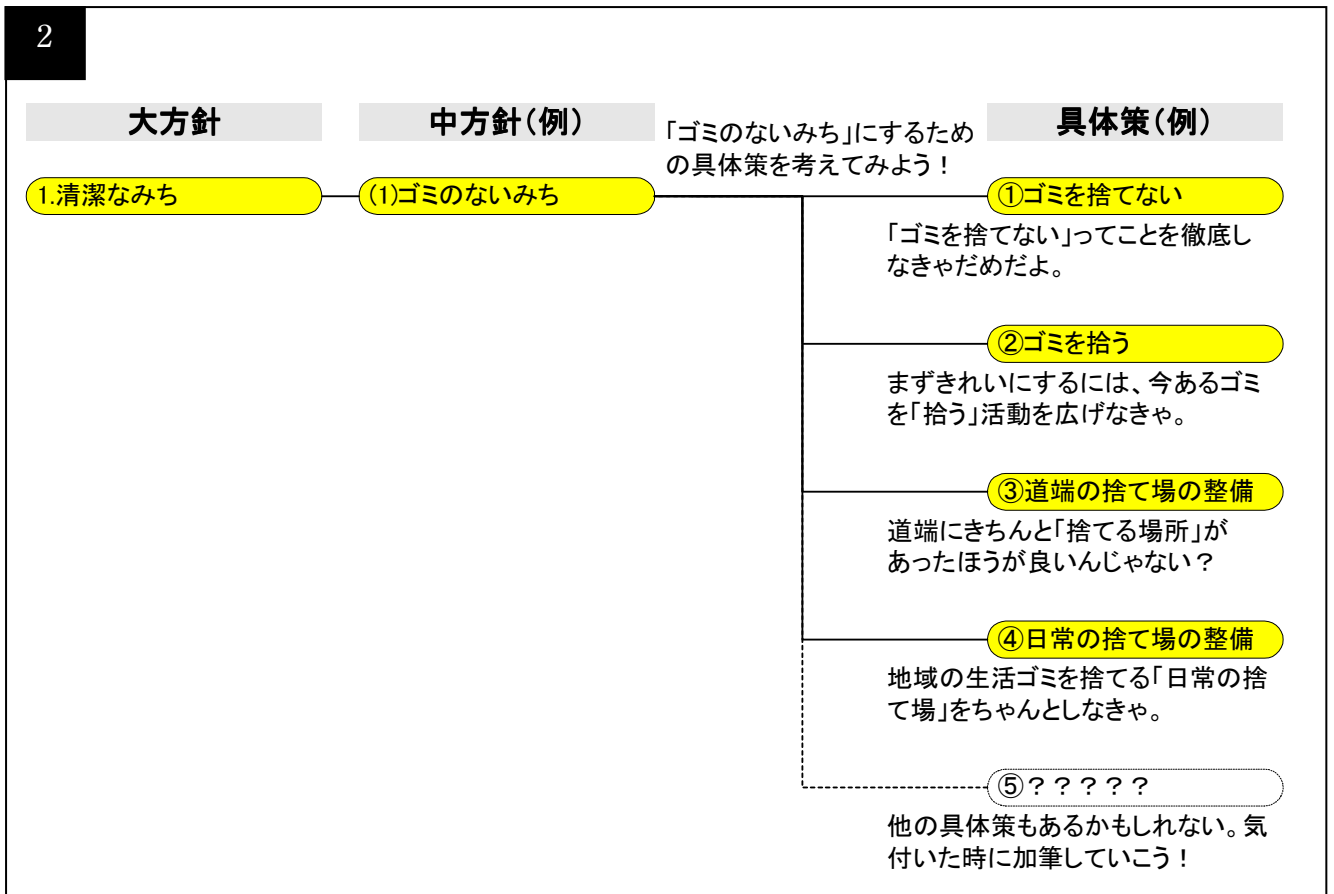 2
大方針
中方針(例)
「ゴミのないみち」にするため
の具体策を考えてみよう！
具体策(例)
1.清潔なみち
(1)ゴミのないみち
①ゴミを捨てない
「ゴミを捨てない」ってことを徹底し
なきゃだめだよ。
②ゴミを拾う
まずきれいにするには、今あるゴミ
を「拾う」活動を広げなきゃ。
③道端の捨て場の整備
道端にきちんと「捨てる場所」が
あったほうが良いんじゃない？
④日常の捨て場の整備
地域の生活ゴミを捨てる「日常の捨
て場」をちゃんとしなきゃ。
⑤？？？？？
他の具体策もあるかもしれない。気
付いた時に加筆していこう！